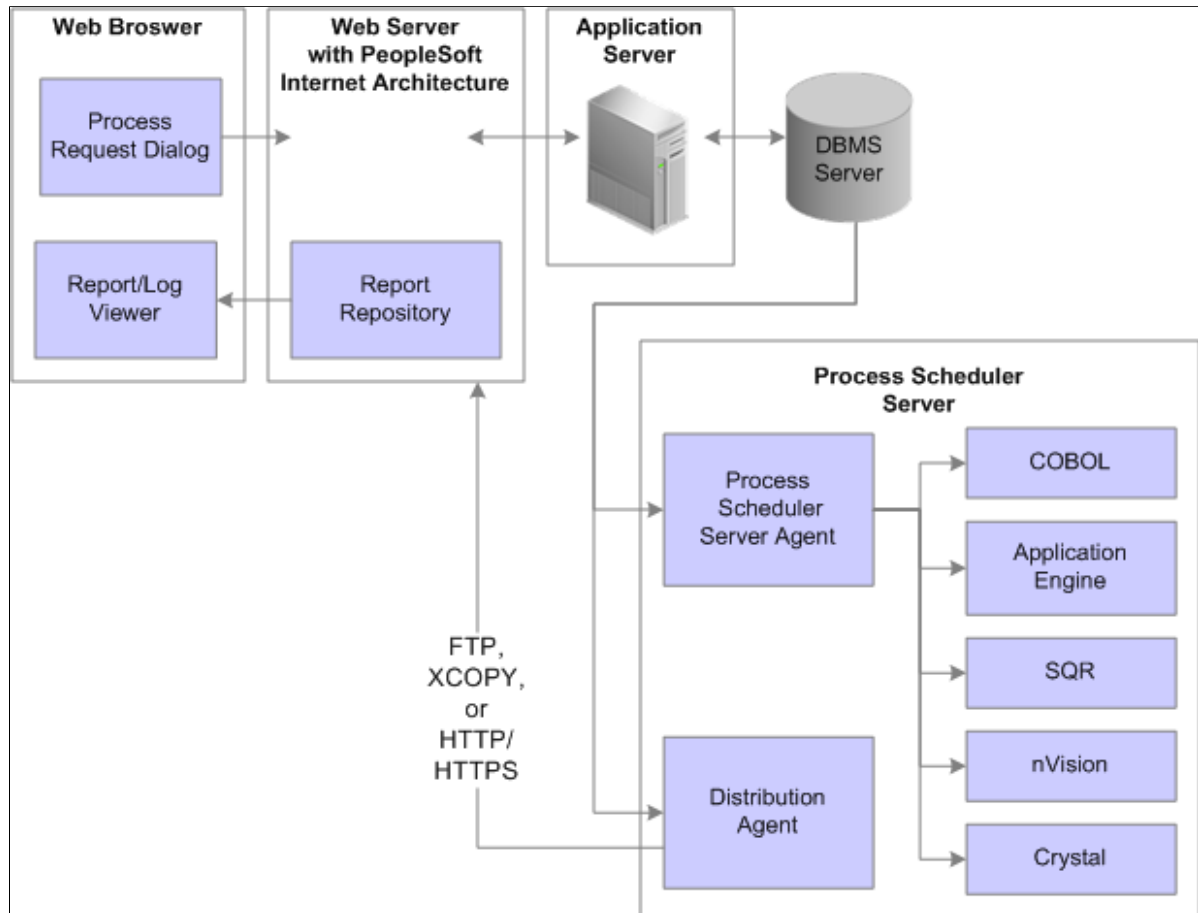 Web Broswer
Process
Request Dialog
Report/Log
Viewer
Web Server
with PeopleSoft
Internet Architecture
Report
Repository
Application
Server
DBMS
Server
FTP,
XCOPY,
or
HTTP/
HTTPS
Process Scheduler
Server
Process
Scheduler
Server Agent
Distribution
Agent
COBOL
Application
Engine
SQR
nVision
Crystal